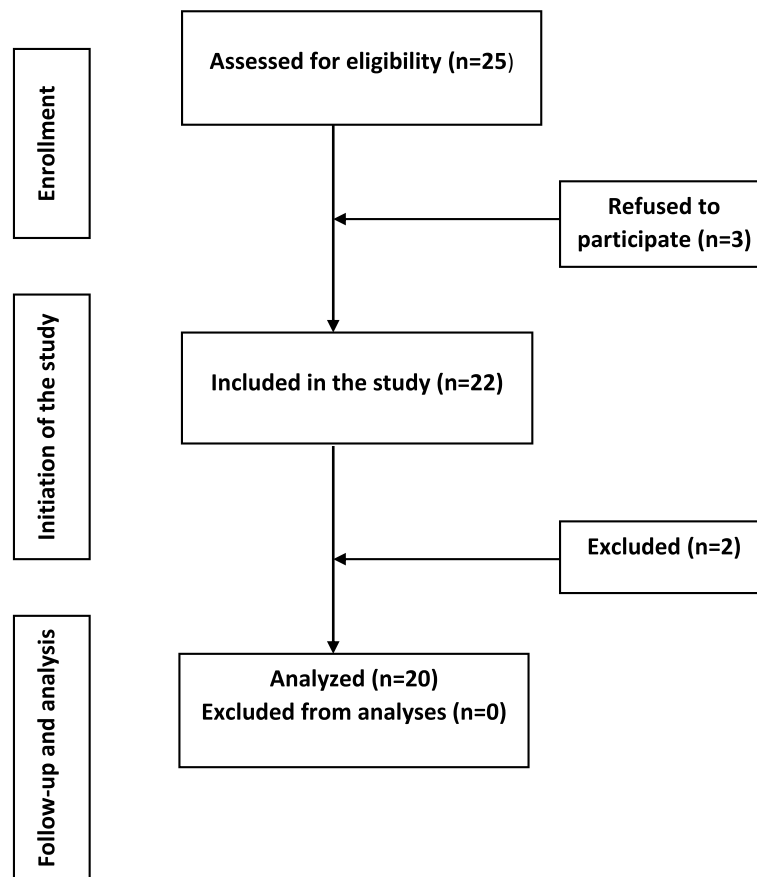 Assessed for eligibility (n=25)
Enrollment
Refused to
participate (n=3)
Initiation of the study
Included in the study (n=22)
Excluded (n=2)
Follow-up and analysis
Analyzed (n=20)
Excluded from analyses (n=0)